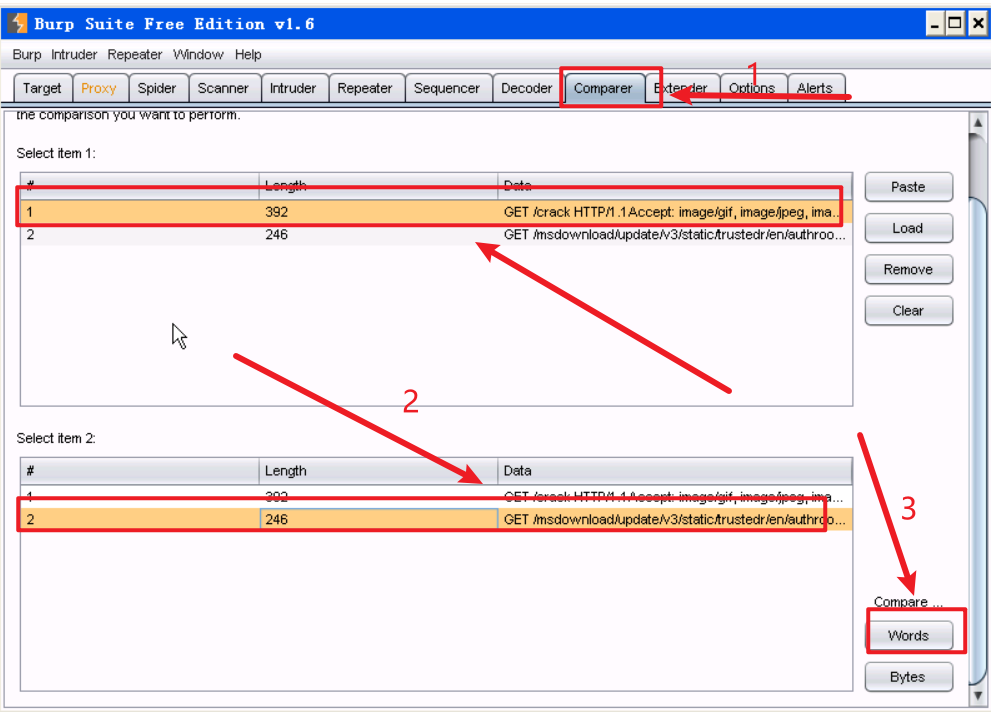 Burp Suite Free Edition v1.6
Burp Intruder Repeater Window Help
Target Proxy Spider Scanner Intruder Repeater Sequencer Decoder Comparer Extender Options Alerts
1
the comparison you want to perform.
Select item 1:
# Length Data
1 392 GET /crack HTTP/1.1Accept: image/gif, image/jpeg, ima...
2 246 GET /msdownload/update/v3/static/trustedr/en/authroo...
Paste
Load
Remove
Clear
2
Select item 2:
# Length Data
1 392 GET /crack HTTP/1.1Accept: image/gif, image/jpeg, ima...
2 246 GET /msdownload/update/v3/static/trustedr/en/authroo...
3
Compare ...
Words
Bytes